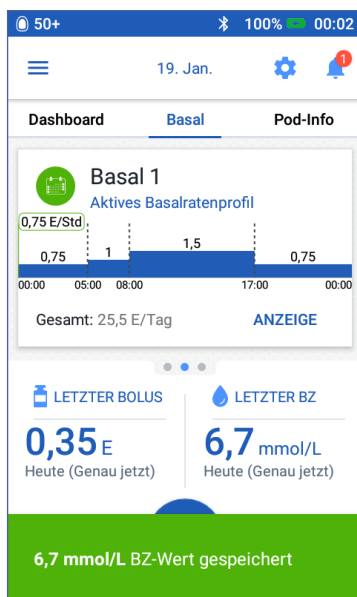 50+ 100% 00:02
19. Jan. 1
Dashboard Basal Pod-Info
Basal 1
Aktives Basalratenprofil
0,75 E/Std
0,75 1 1,5 0,75
00:00 05:00 08:00 17:00 00:00
Gesamt: 25,5 E/Tag ANZEIGE
LETZTER BOLUS LETZTER BZ
0,35 E 6,7 mmol/L
Heute (Genau jetzt) Heute (Genau jetzt)
6,7 mmol/L BZ-Wert gespeichert